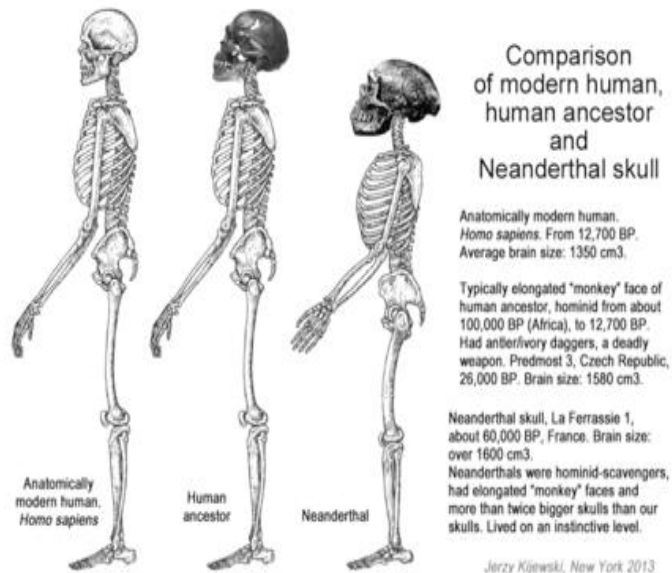 Comparison
of modern human,
human ancestor
and
Neanderthal skull
Anatomically modern human.
Homo sapiens. From 12,700 BP.
Average brain size: 1350 cm3.
Typically elongated "monkey" face of
human ancestor, hominid from about
100,000 BP (Africa), to 12,700 BP.
Had antler/ivory daggers, a deadly
weapon. Predmost 3, Czech Republic,
26,000 BP. Brain size: 1580 cm3.
Neanderthal skull, La Ferrassie 1,
about 60,000 BP, France. Brain size:
over 1600 cm3.
Neanderthals were hominid-scavengers,
had elongated "monkey" faces and
more than twice bigger skulls than our
skulls. Lived on an instinctive level.
Anatomically
modern human.
Homo sapiens
Human
ancestor
Neanderthal
Jerzy Kijewski, New York 2013